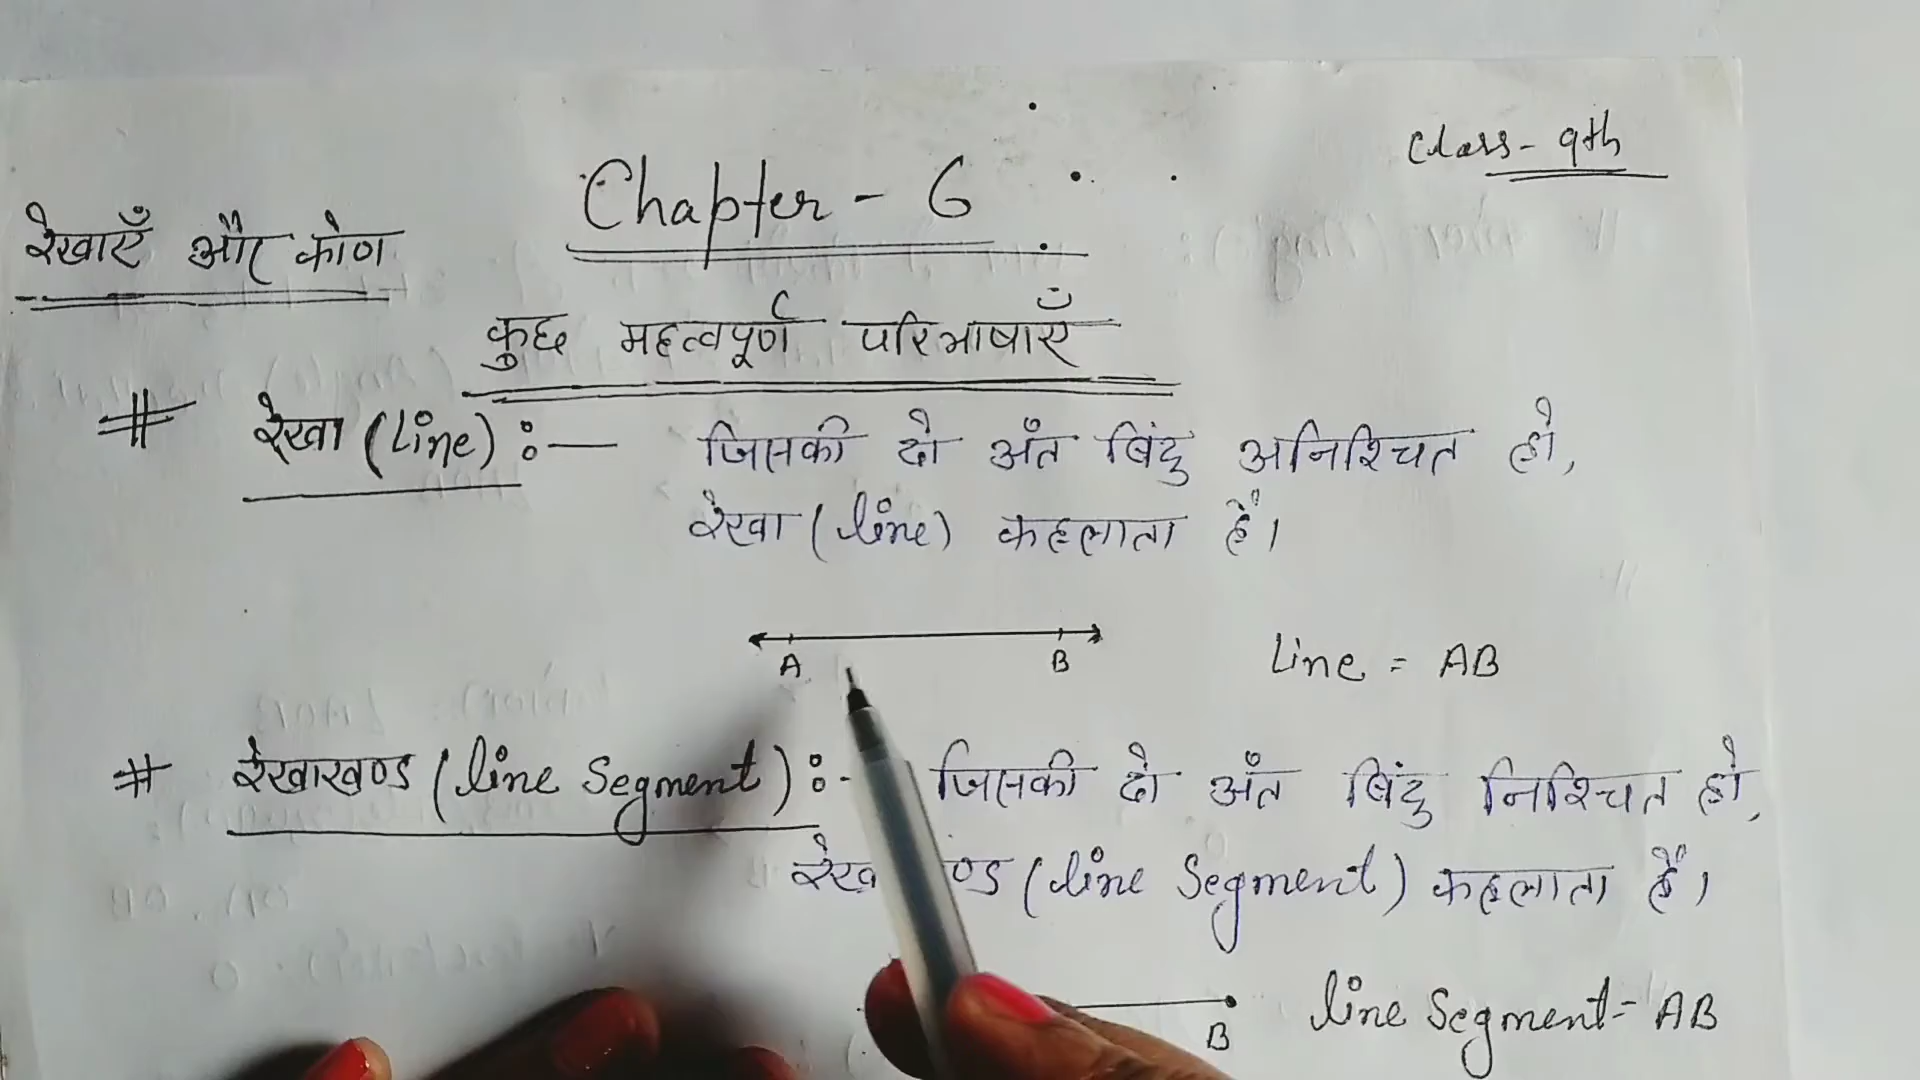 Class - 9th
Chapter - 6
रेखाएँ और कोण
कुछ महत्वपूर्ण परिभाषाएँ
# रेखा (Line) :— जिसकी दो अंत बिंदु अनिश्चित हो,
रेखा (line) कहलाता है।
A B Line = AB
# रेखाखण्ड (line Segment) :- जिसकी दो अंत बिंदु निश्चित हो,
(line Segment) कहलाता है।
B line Segment = AB